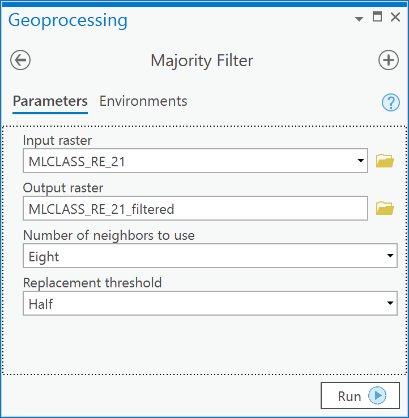 Geoprocessing
Majority Filter
Parameters Environments
Input raster
MLCLASS_RE_21
Output raster
MLCLASS_RE_21_filtered
Number of neighbors to use
Eight
Replacement threshold
Half
Run